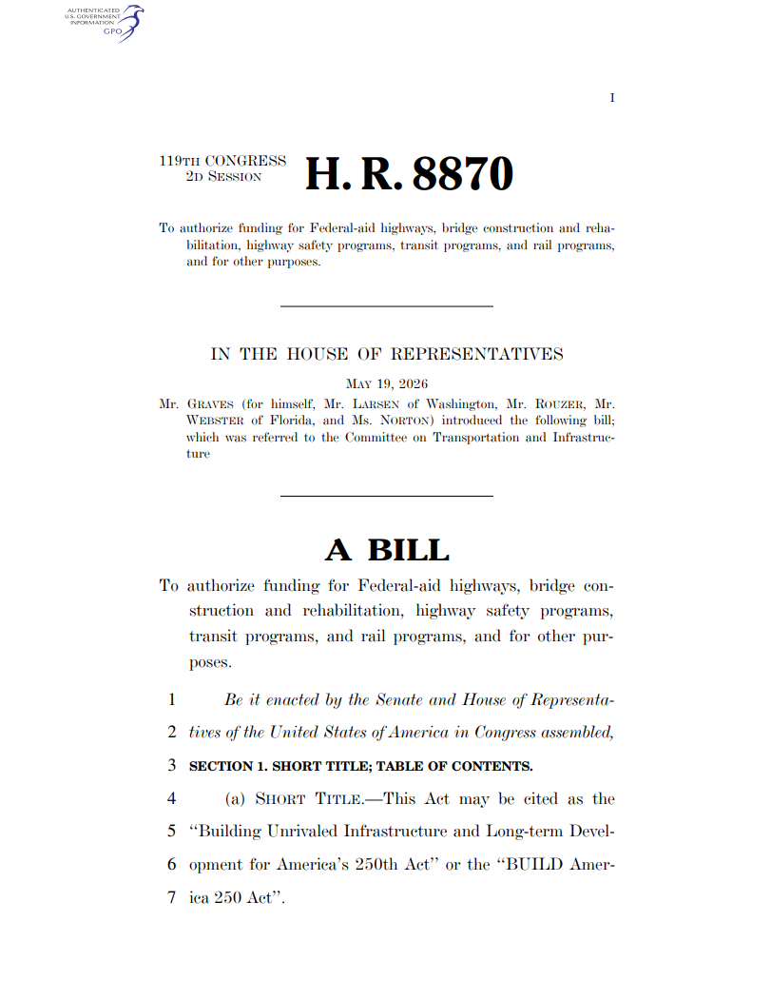 AUTHENTICATED
U.S. GOVERNMENT
INFORMATION
GPO
I
119TH CONGRESS
2D SESSION
H. R. 8870
To authorize funding for Federal-aid highways, bridge construction and reha-
bilitation, highway safety programs, transit programs, and rail programs,
and for other purposes.
IN THE HOUSE OF REPRESENTATIVES
MAY 19, 2026
Mr. GRAVES (for himself, Mr. LARSEN of Washington, Mr. ROUZER, Mr.
WEBSTER of Florida, and Ms. NORTON) introduced the following bill;
which was referred to the Committee on Transportation and Infrastruc-
ture
A BILL
To authorize funding for Federal-aid highways, bridge con-
struction and rehabilitation, highway safety programs,
transit programs, and rail programs, and for other pur-
poses.
1 Be it enacted by the Senate and House of Representa-
2 tives of the United States of America in Congress assembled,
3 SECTION 1. SHORT TITLE; TABLE OF CONTENTS.
4 (a) SHORT TITLE.—This Act may be cited as the
5 ‘‘Building Unrivaled Infrastructure and Long-term Devel-
6 opment for America’s 250th Act’’ or the ‘‘BUILD Amer-
7 ica 250 Act’’.